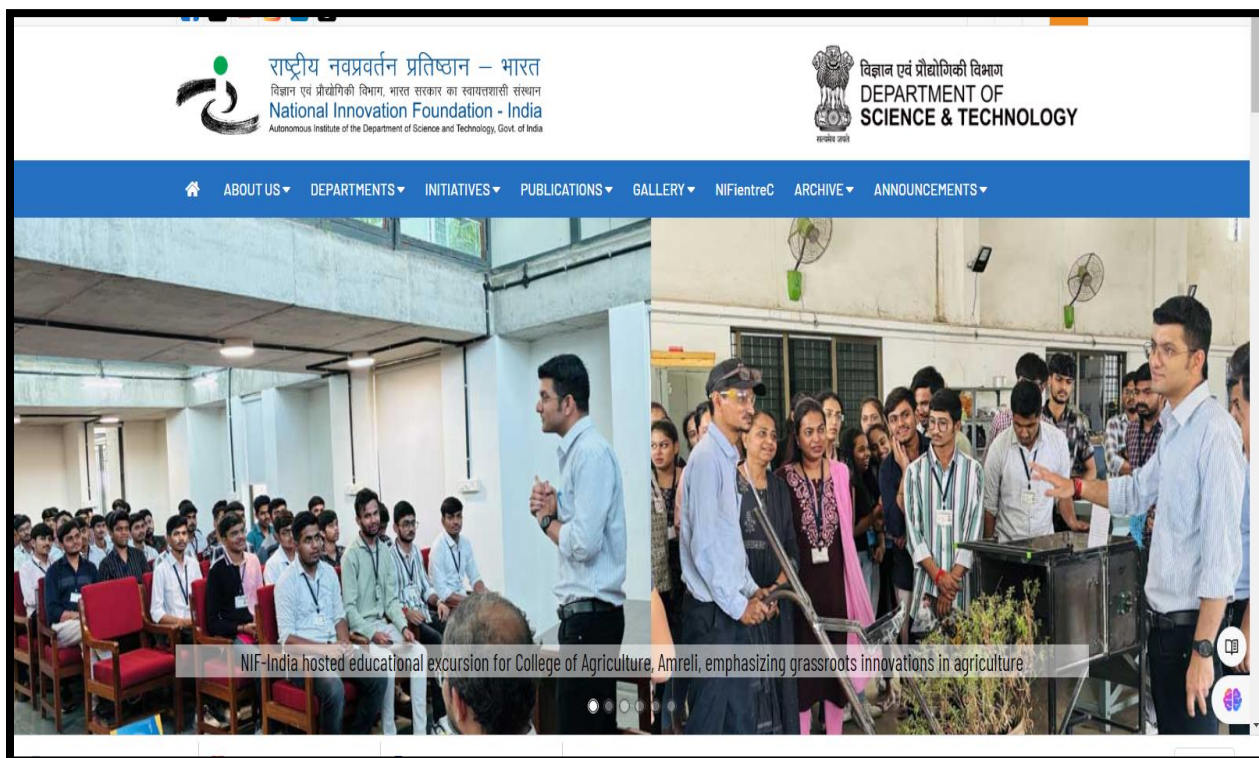 राष्ट्रीय नवप्रवर्तन प्रतिष्ठान – भारत
विज्ञान एवं प्रौद्योगिकी विभाग, भारत सरकार का स्वायत्तशासी संस्थान
National Innovation Foundation - India
Autonomous Institute of the Department of Science and Technology, Govt. of India
सत्यमेव जयते
विज्ञान एवं प्रौद्योगिकी विभाग
DEPARTMENT OF
SCIENCE & TECHNOLOGY
ABOUT US DEPARTMENTS INITIATIVES PUBLICATIONS GALLERY NIFientreC ARCHIVE ANNOUNCEMENTS
NIF-India hosted educational excursion for College of Agriculture, Amreli, emphasizing grassroots innovations in agriculture